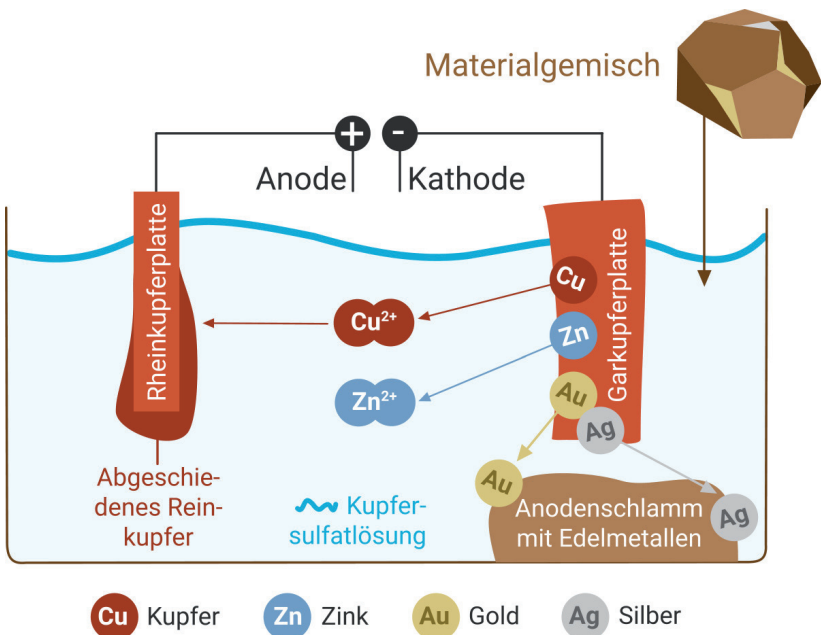 Materialgemisch
+
-
Anode
Kathode
Rheinkupferplatte
Garkupferplatte
Cu
Cu²⁺
Zn
Zn²⁺
Au
Ag
Au
Ag
Abgeschie-
denes Rein-
kupfer
Kupfer-
sulfatlösung
Anodenschlamm
mit Edelmetallen
Cu Kupfer
Zn Zink
Au Gold
Ag Silber